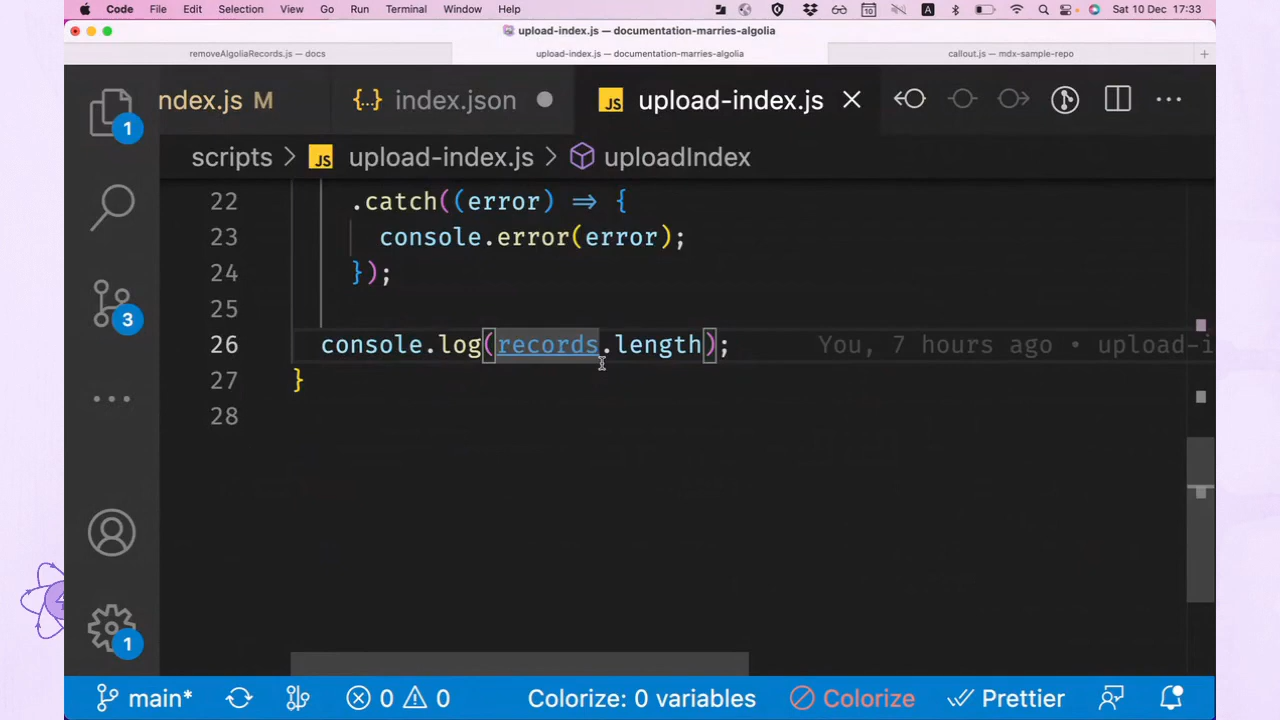 Code File Edit Selection View Go Run Terminal Window Help A Sat 10 Dec 17:33
upload-index.js — documentation-marries-algolia
removeAlgoliaRecords.js — docs upload-index.js — documentation-marries-algolia callout.js — mdx-sample-repo +
ndex.js M {..} index.json JS upload-index.js
1
scripts > JS upload-index.js > uploadIndex
22 .catch((error) => {
23 console.error(error);
24 });
25
26 console.log(records.length); You, 7 hours ago • upload-i
27 }
28
3
1
main* 0 0 Colorize: 0 variables Colorize Prettier